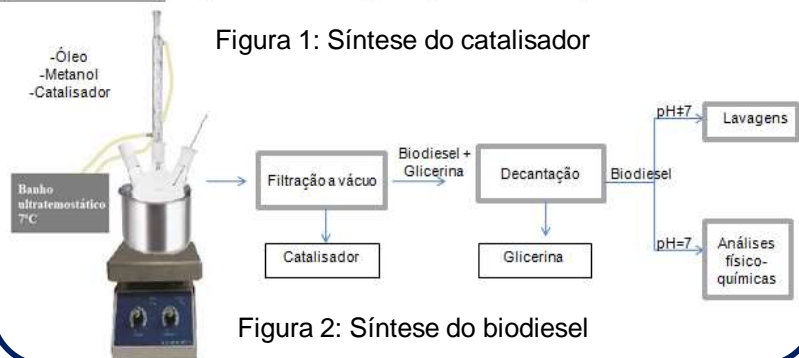 Figura 1: Síntese do catalisador
-Óleo
-Metanol
-Catalisador
Banho
ultratemostático
7ºC
Filtração a vácuo
Catalisador
Biodiesel +
Glicerina
Decantação
Glicerina
Biodiesel
pH‡7
Lavagens
pH=7
Análises
físico-
químicas
Figura 2: Síntese do biodiesel